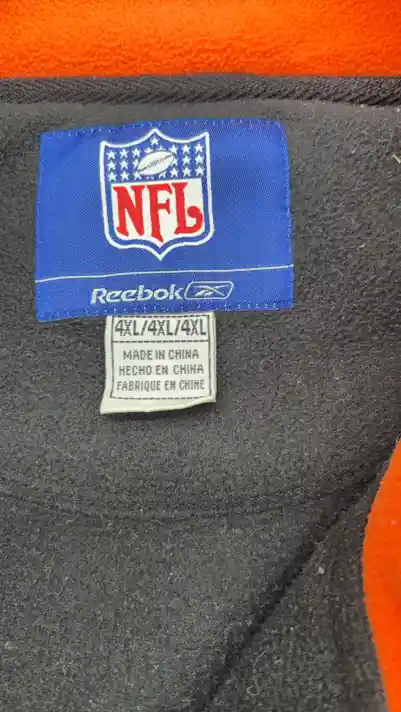 NFL
Reebok
4XL/4XL/4XL
MADE IN CHINA
HECHO EN CHINA
FABRIQUE EN CHINE